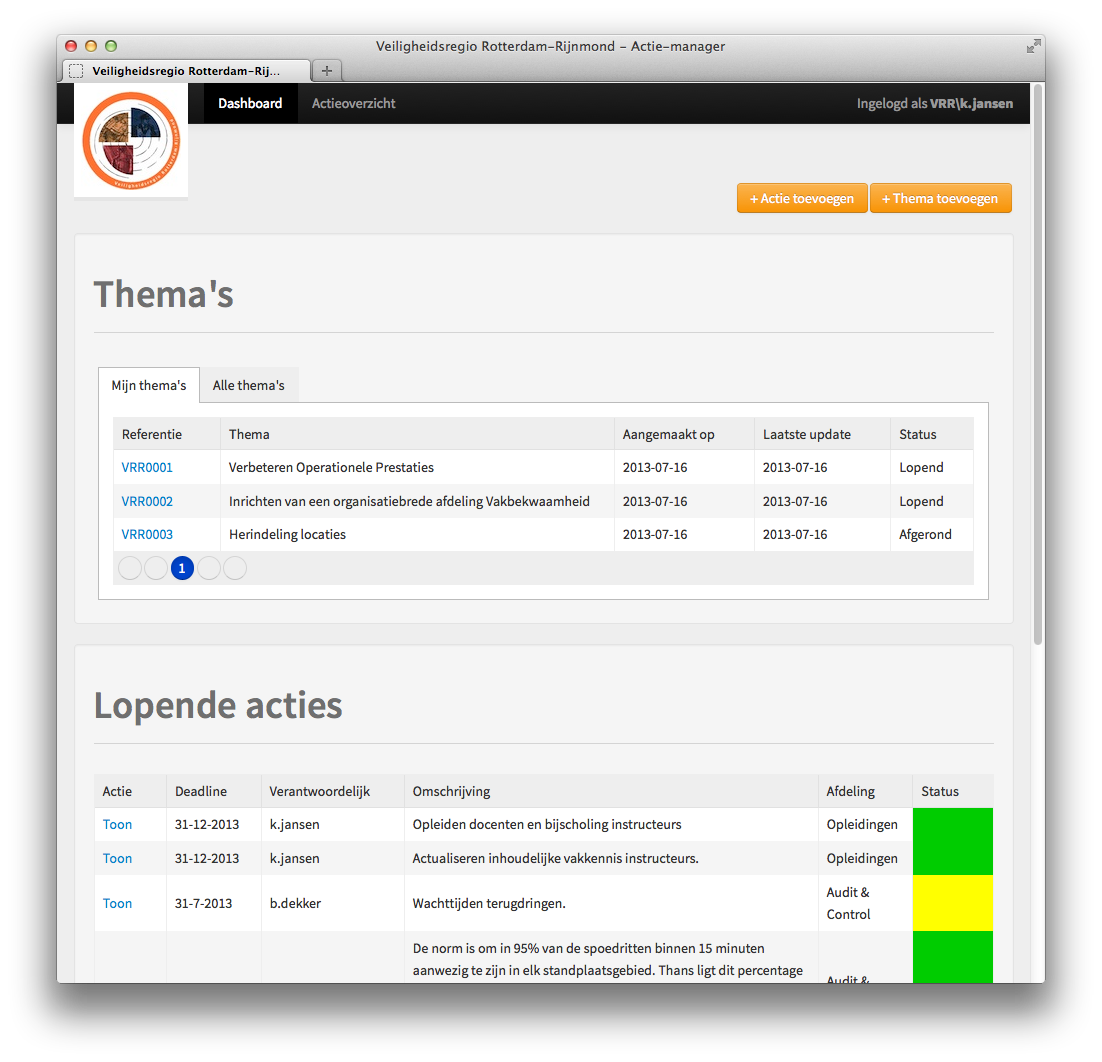 Veiligheidsregio Rotterdam-Rijnmond – Actie-manager
Veiligheidsregio Rotterdam-Rij...
Dashboard Actieoverzicht Ingelogd als VRR\k.jansen
veiligheidsregio rotterdam-rijnmond
+ Actie toevoegen + Thema toevoegen
Thema's
Mijn thema's Alle thema's
Referentie Thema Aangemaakt op Laatste update Status
VRR0001 Verbeteren Operationele Prestaties 2013-07-16 2013-07-16 Lopend
VRR0002 Inrichten van een organisatiebrede afdeling Vakbekwaamheid 2013-07-16 2013-07-16 Lopend
VRR0003 Herindeling locaties 2013-07-16 2013-07-16 Afgerond
1
Lopende acties
Actie Deadline Verantwoordelijk Omschrijving Afdeling Status
Toon 31-12-2013 k.jansen Opleiden docenten en bijscholing instructeurs Opleidingen
Toon 31-12-2013 k.jansen Actualiseren inhoudelijke vakkennis instructeurs. Opleidingen
Toon 31-7-2013 b.dekker Wachttijden terugdringen. Audit &
Control
De norm is om in 95% van de spoedritten binnen 15 minuten
aanwezig te zijn in elk standplaatsgebied. Thans ligt dit percentage
Audit &